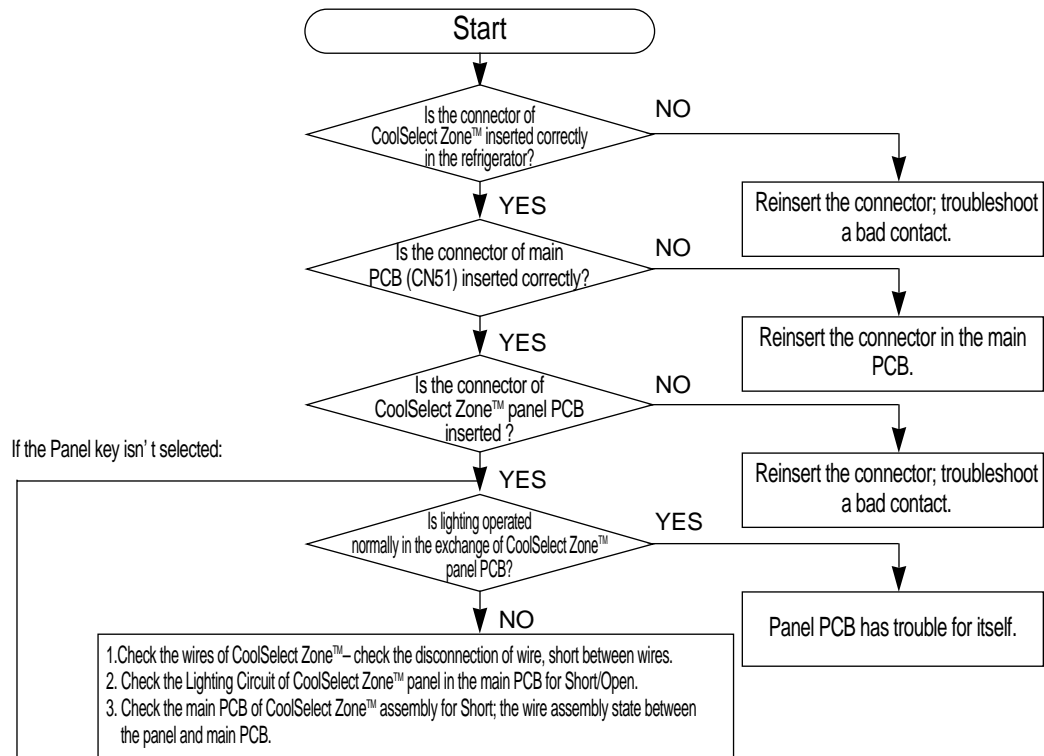 Start
Is the connector of
CoolSelect Zone™ inserted correctly
in the refrigerator?
NO
Reinsert the connector; troubleshoot
a bad contact.
YES
Is the connector of main
PCB (CN51) inserted correctly?
NO
Reinsert the connector in the main
PCB.
YES
Is the connector of
CoolSelect Zone™ panel PCB
inserted ?
NO
Reinsert the connector; troubleshoot
a bad contact.
If the Panel key isn' t selected:
YES
Is lighting operated
normally in the exchange of CoolSelect Zone™
panel PCB?
YES
Panel PCB has trouble for itself.
NO
1.Check the wires of CoolSelect Zone™– check the disconnection of wire, short between wires.
2. Check the Lighting Circuit of CoolSelect Zone™ panel in the main PCB for Short/Open.
3. Check the main PCB of CoolSelect Zone™ assembly for Short; the wire assembly state between
the panel and main PCB.